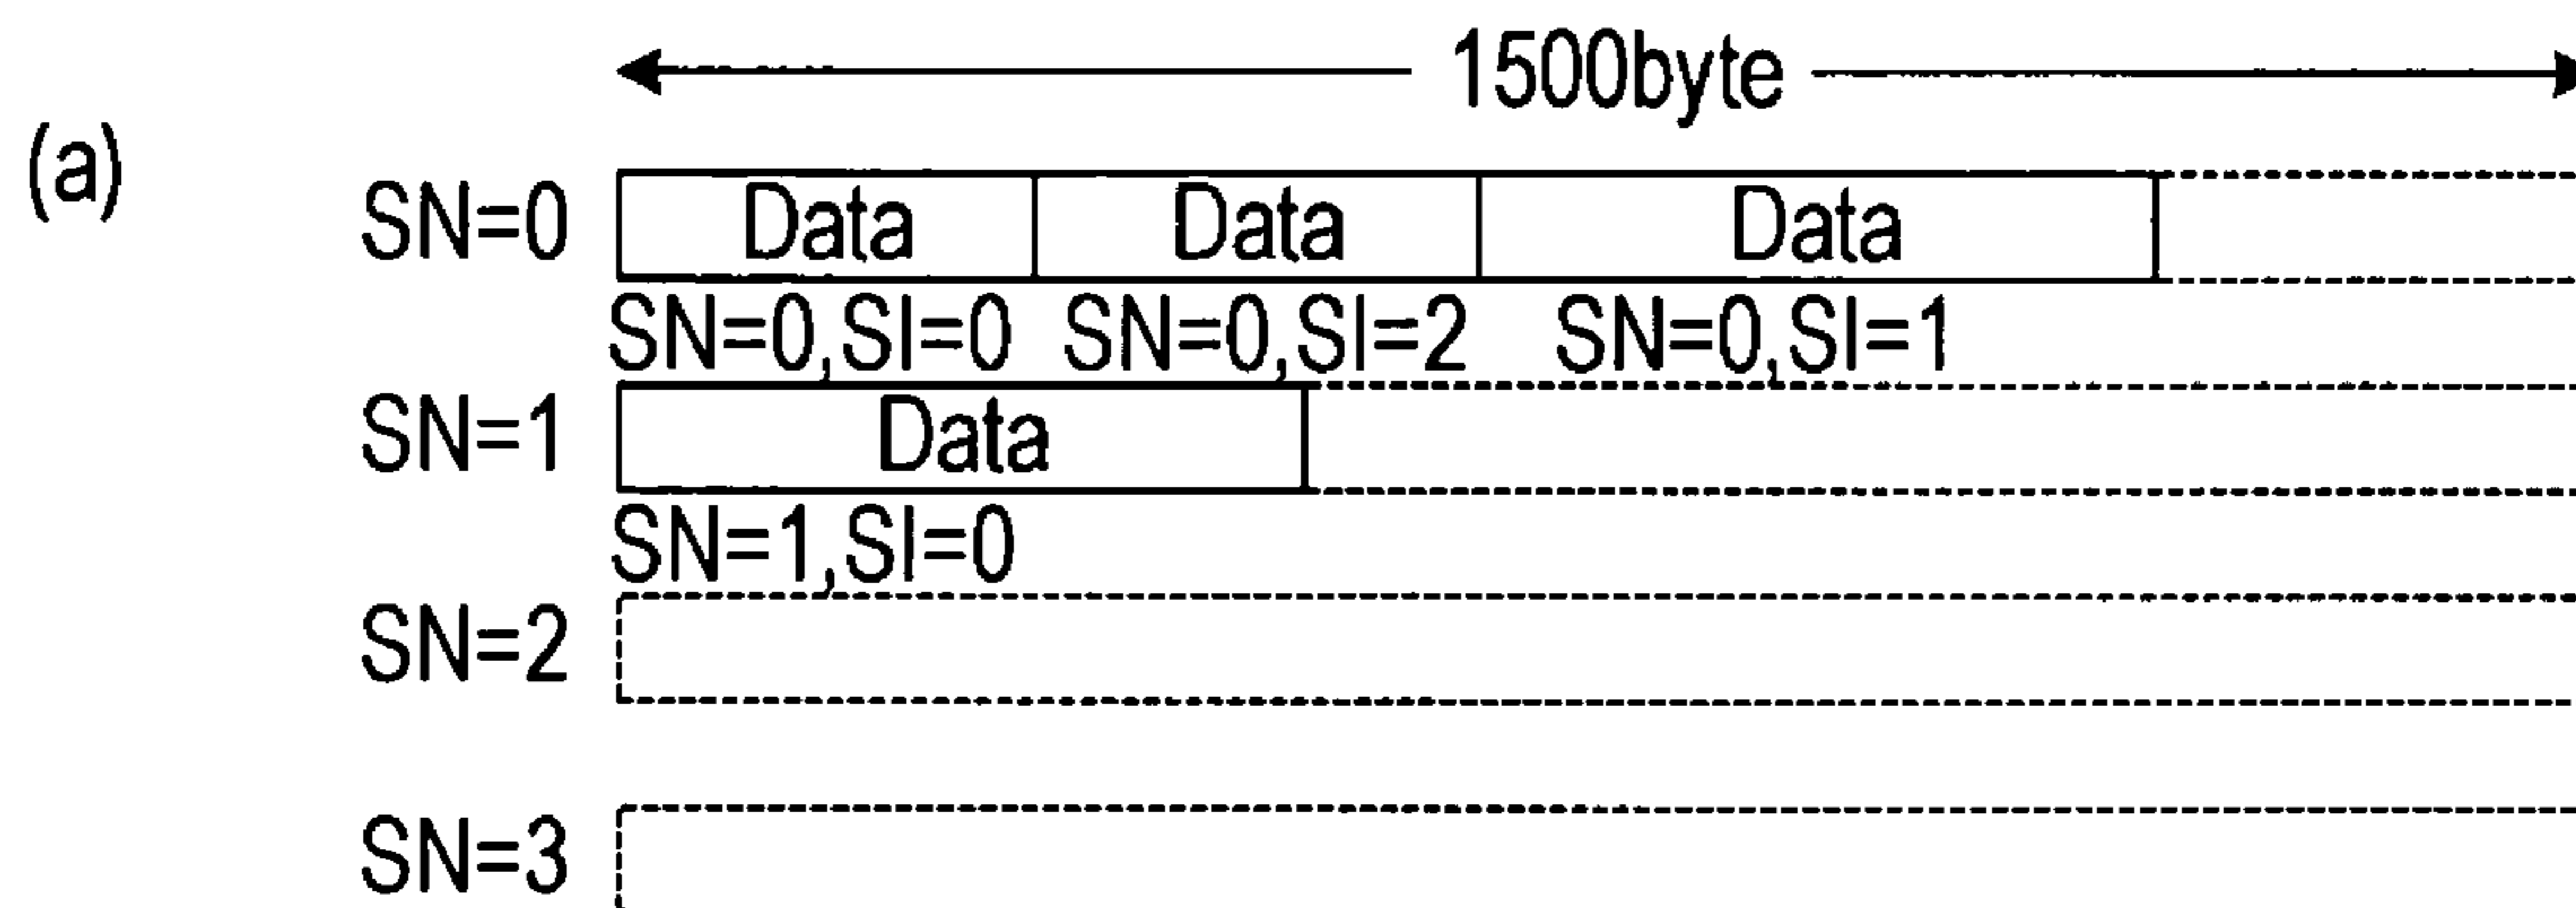 1500byte
(a)
SN=0 Data Data Data
SN=0,SI=0 SN=0,SI=2 SN=0,SI=1
SN=1 Data
SN=1,SI=0
SN=2
SN=3